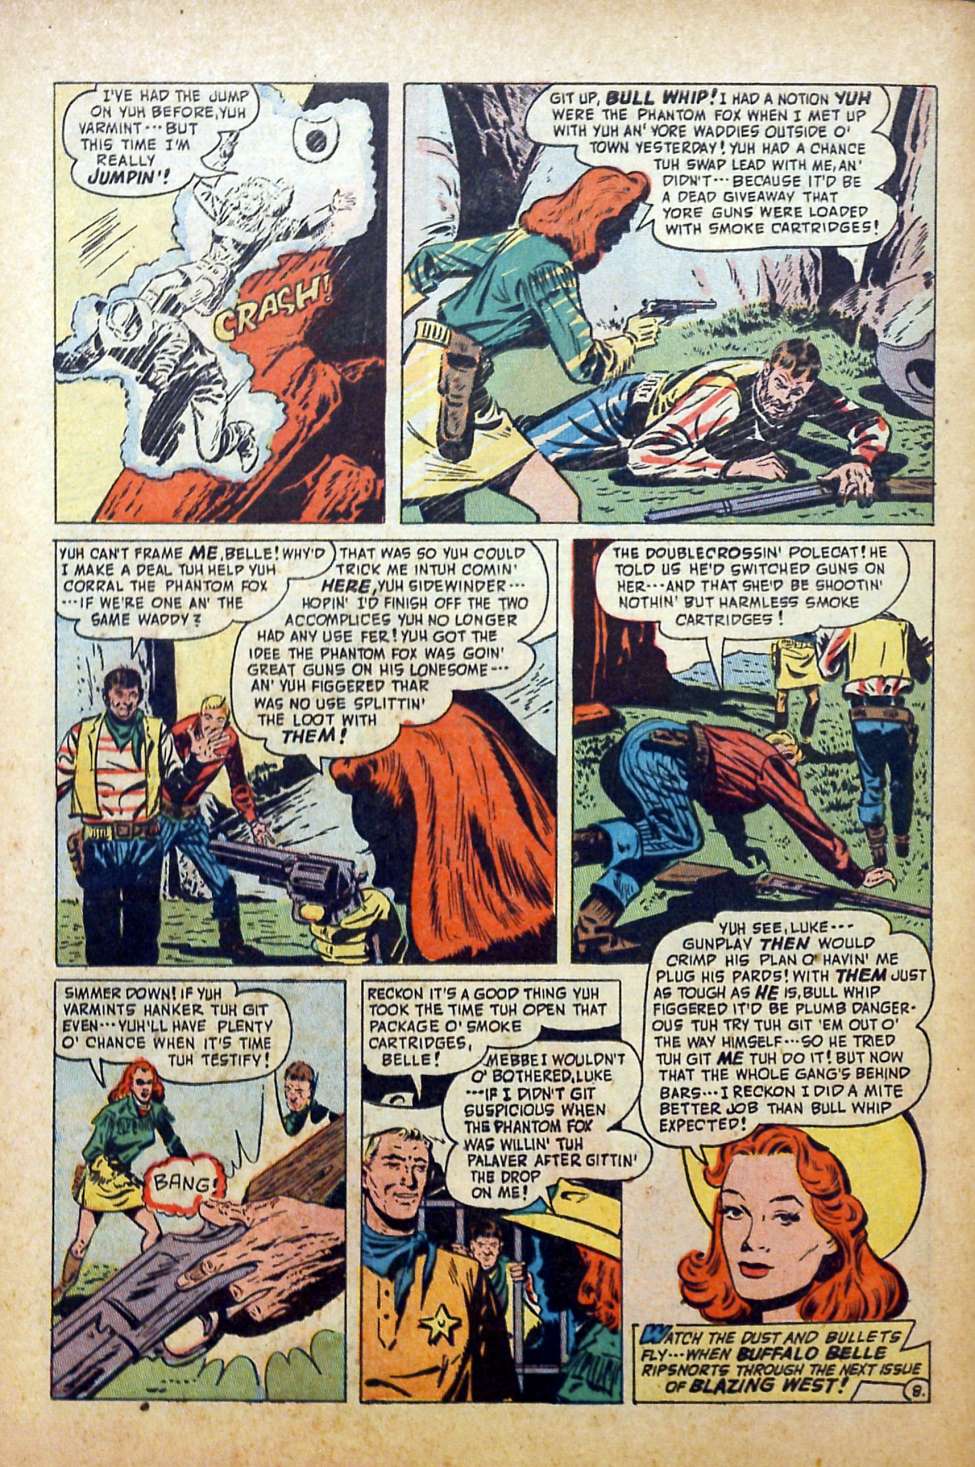 I'VE HAD THE JUMP
ON YUH BEFORE, YUH
VARMINT--- BUT
THIS TIME I'M
REALLY
JUMPIN'!
CRASH!
GIT UP, BULL WHIP! I HAD A NOTION YUH
WERE THE PHANTOM FOX WHEN I MET UP
WITH YUH AN' YORE WADDIES OUTSIDE O'
TOWN YESTERDAY! YUH HAD A CHANCE
TUH SWAP LEAD WITH ME, AN'
DIDN'T--- BECAUSE IT'D BE
A DEAD GIVEAWAY THAT
YORE GUNS WERE LOADED
WITH SMOKE CARTRIDGES!
YUH CAN'T FRAME ME, BELLE! WHY'D
I MAKE A DEAL TUH HELP YUH
CORRAL THE PHANTOM FOX
---IF WE'RE ONE AN' THE
SAME WADDY?
THAT WAS SO YUH COULD
TRICK ME INTUH COMIN'
HERE, YUH SIDEWINDER---
HOPIN' I'D FINISH OFF THE TWO
ACCOMPLICES YUH NO LONGER
HAD ANY USE FER! YUH GOT THE
IDEE THE PHANTOM FOX WAS GOIN'
GREAT GUNS ON HIS LONESOME---
AN' YUH FIGGERED THAR
WAS NO USE SPLITTIN'
THE LOOT WITH
THEM!
THE DOUBLECROSSIN' POLECAT! HE
TOLD US HE'D SWITCHED GUNS ON
HER---AND THAT SHE'D BE SHOOTIN'
NOTHIN' BUT HARMLESS SMOKE
CARTRIDGES!
SIMMER DOWN! IF YUH
VARMINTS HANKER TUH GIT
EVEN--- YUH'LL HAVE PLENTY
O' CHANCE WHEN IT'S TIME
TUH TESTIFY!
BANG!
RECKON IT'S A GOOD THING YUH
TOOK THE TIME TUH OPEN THAT
PACKAGE O' SMOKE
CARTRIDGES,
BELLE!
MEBBE I WOULDN'T
O' BOTHERED, LUKE
---IF I DIDN'T GIT
SUSPICIOUS WHEN
THE PHANTOM FOX
WAS WILLIN' TUH
PALAVER AFTER GITTIN'
THE DROP
ON ME!
YUH SEE, LUKE---
GUNPLAY THEN WOULD
CRIMP HIS PLAN O' HAVIN' ME
PLUG HIS PARDS! WITH THEM JUST
AS TOUGH AS HE IS, BULL WHIP
FIGGERED IT'D BE PLUMB DANGER-
OUS TUH TRY TUH GIT 'EM OUT O'
THE WAY HIMSELF--- SO HE TRIED
TUH GIT ME TUH DO IT! BUT NOW
THAT THE WHOLE GANG'S BEHIND
BARS---I RECKON I DID A MITE
BETTER JOB THAN BULL WHIP
EXPECTED!
WATCH THE DUST AND BULLETS
FLY---WHEN BUFFALO BELLE
RIPSNORTS THROUGH THE NEXT ISSUE
OF BLAZING WEST!
8.